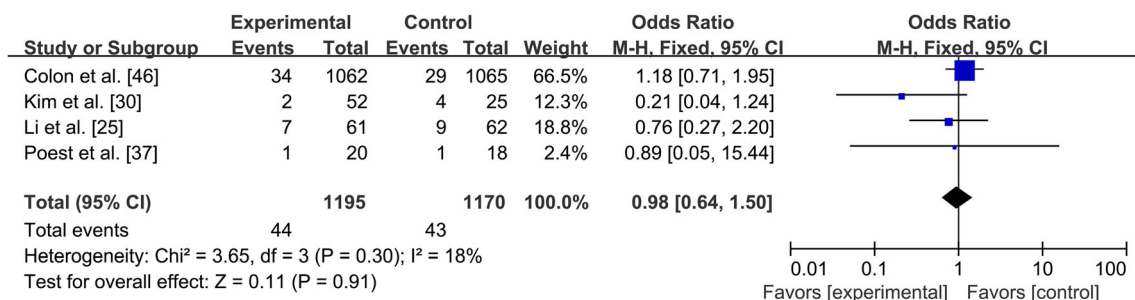 Experimental Control Odds Ratio Odds Ratio
Study or Subgroup Events Total Events Total Weight M-H, Fixed, 95% CI M-H, Fixed, 95% CI
Colon et al. [46] 34 1062 29 1065 66.5% 1.18 [0.71, 1.95]
Kim et al. [30] 2 52 4 25 12.3% 0.21 [0.04, 1.24]
Li et al. [25] 7 61 9 62 18.8% 0.76 [0.27, 2.20]
Poest et al. [37] 1 20 1 18 2.4% 0.89 [0.05, 15.44]
Total (95% CI) 1195 1170 100.0% 0.98 [0.64, 1.50]
Total events 44 43
Heterogeneity: Chi² = 3.65, df = 3 (P = 0.30); I² = 18%
Test for overall effect: Z = 0.11 (P = 0.91)
0.01 0.1 1 10 100
Favors [experimental] Favors [control]